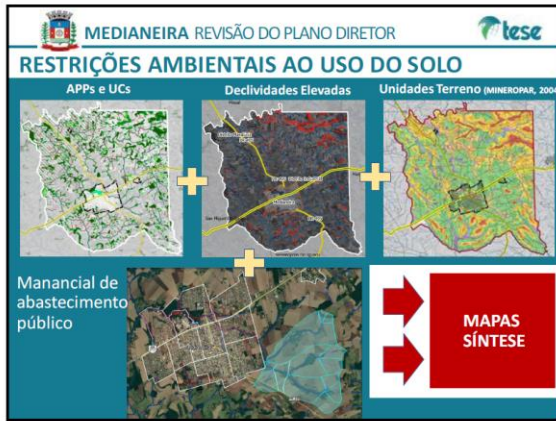 MEDIANEIRA REVISÃO DO PLANO DIRETOR
tese
RESTRIÇÕES AMBIENTAIS AO USO DO SOLO
APPs e UCs
Declividades Elevadas
Unidades Terreno (MINEROPAR, 2004
Manancial de
abastecimento
público
MAPAS
SÍNTESE